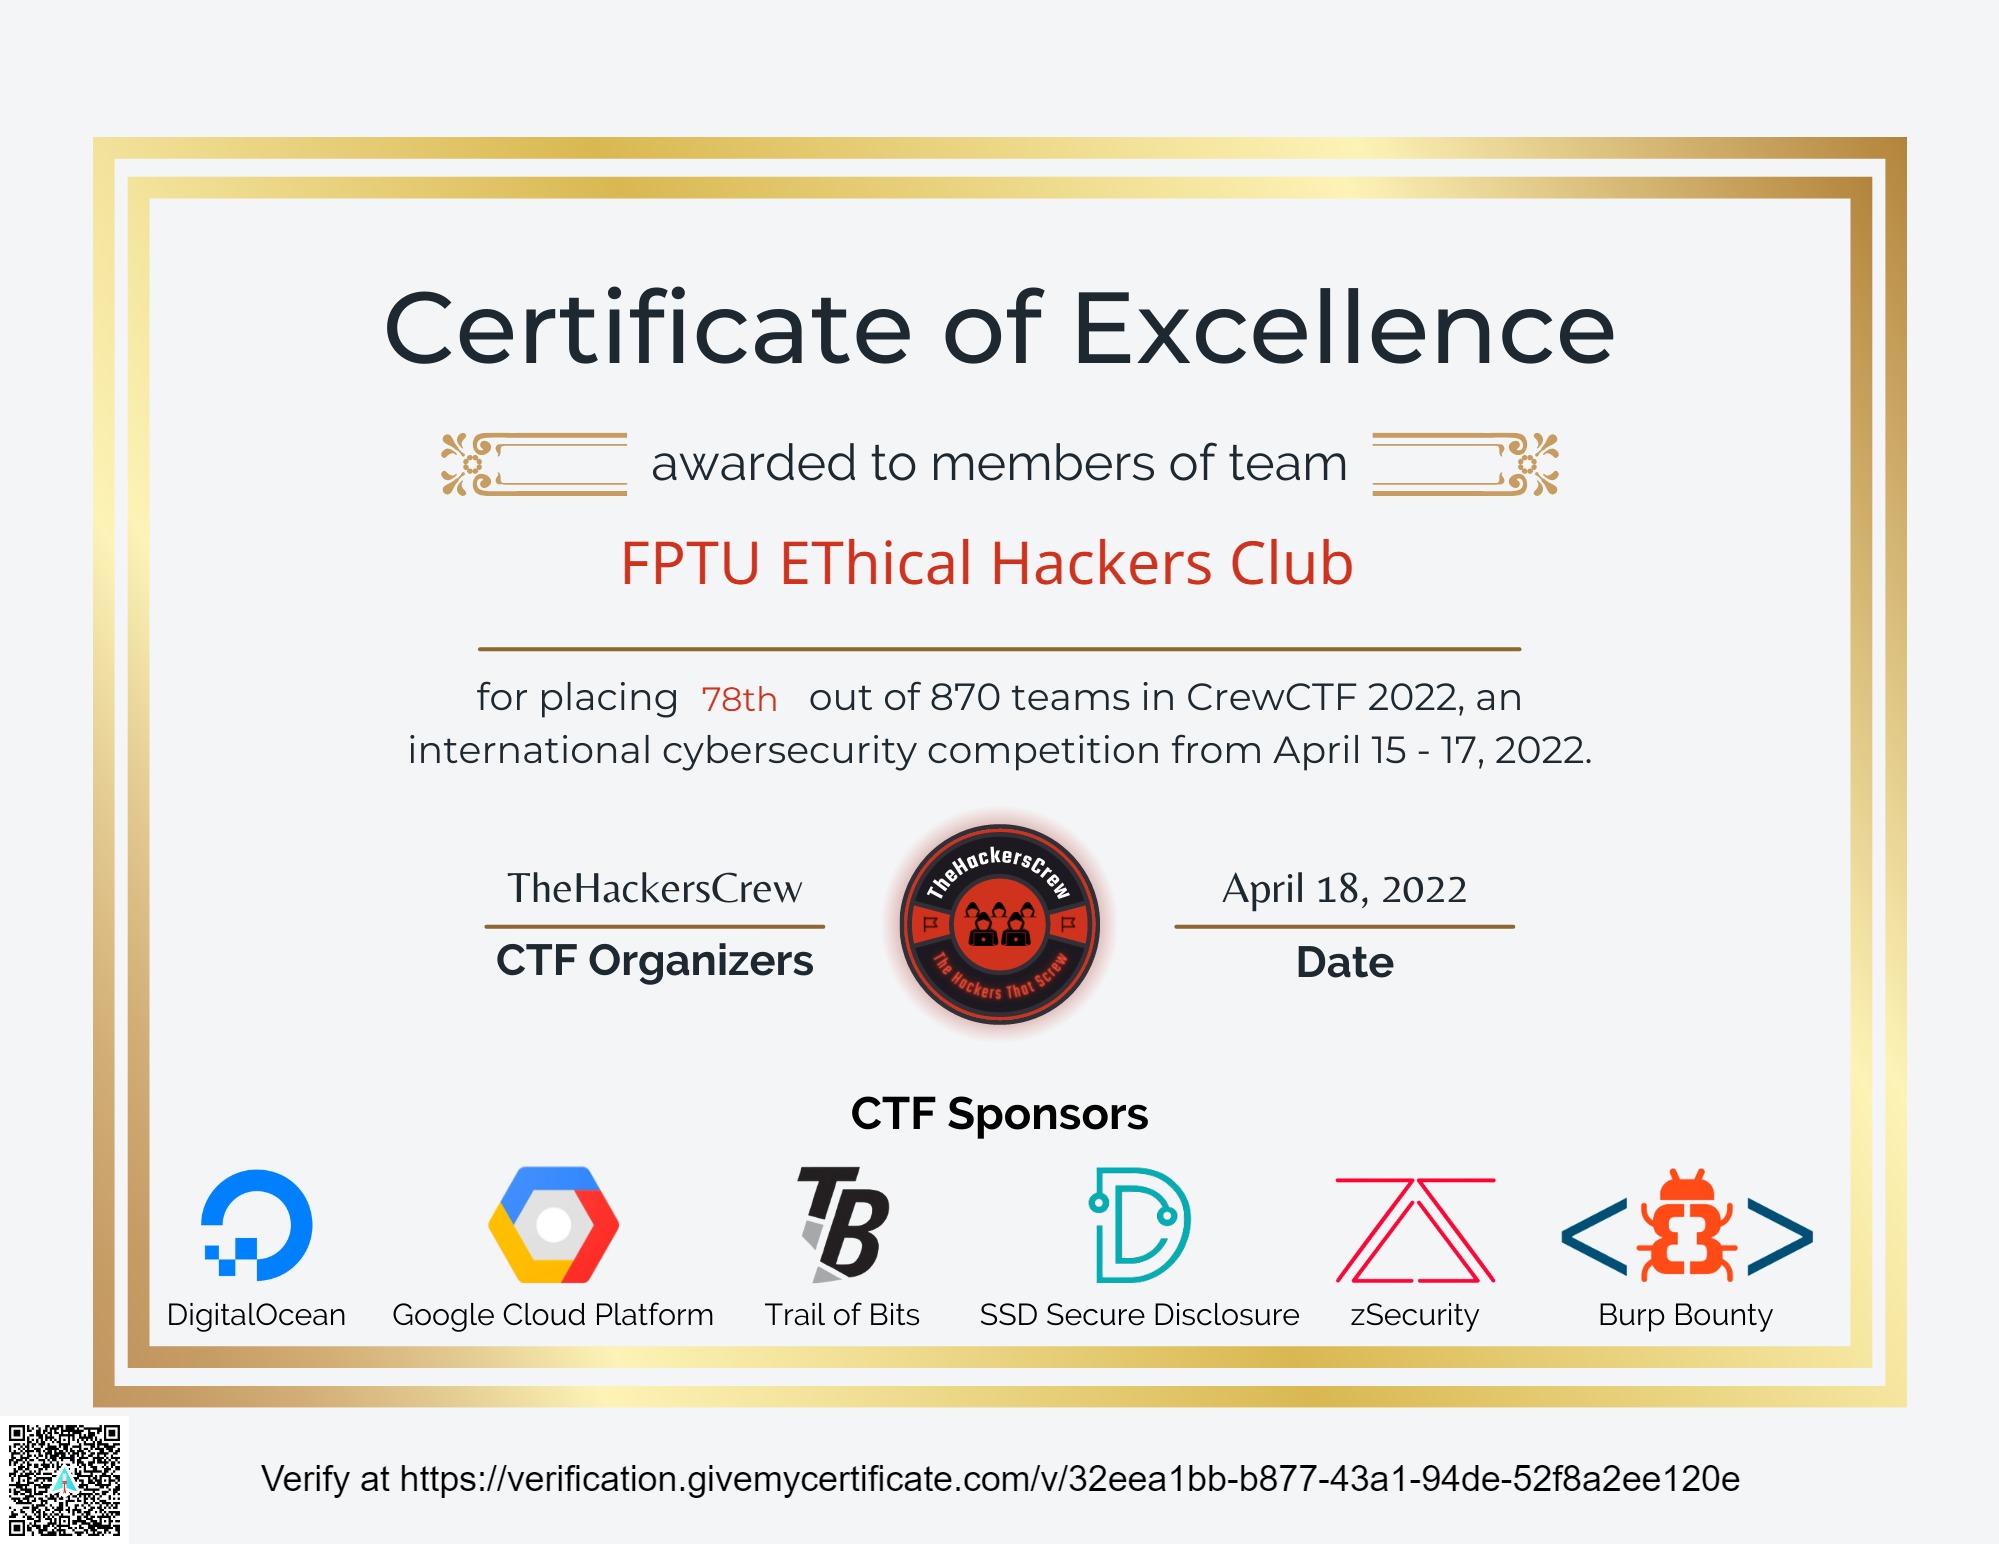 Certificate of Excellence
awarded to members of team
FPTU EThical Hackers Club
for placing 78th out of 870 teams in CrewCTF 2022, an
international cybersecurity competition from April 15 - 17, 2022.
TheHackersCrew
CTF Organizers
TheHackersCrew
The Hackers That Screw
April 18, 2022
Date
CTF Sponsors
TB
DigitalOcean
Google Cloud Platform
Trail of Bits
SSD Secure Disclosure
zSecurity
Burp Bounty
Verify at https://verification.givemycertificate.com/v/32eea1bb-b877-43a1-94de-52f8a2ee120e